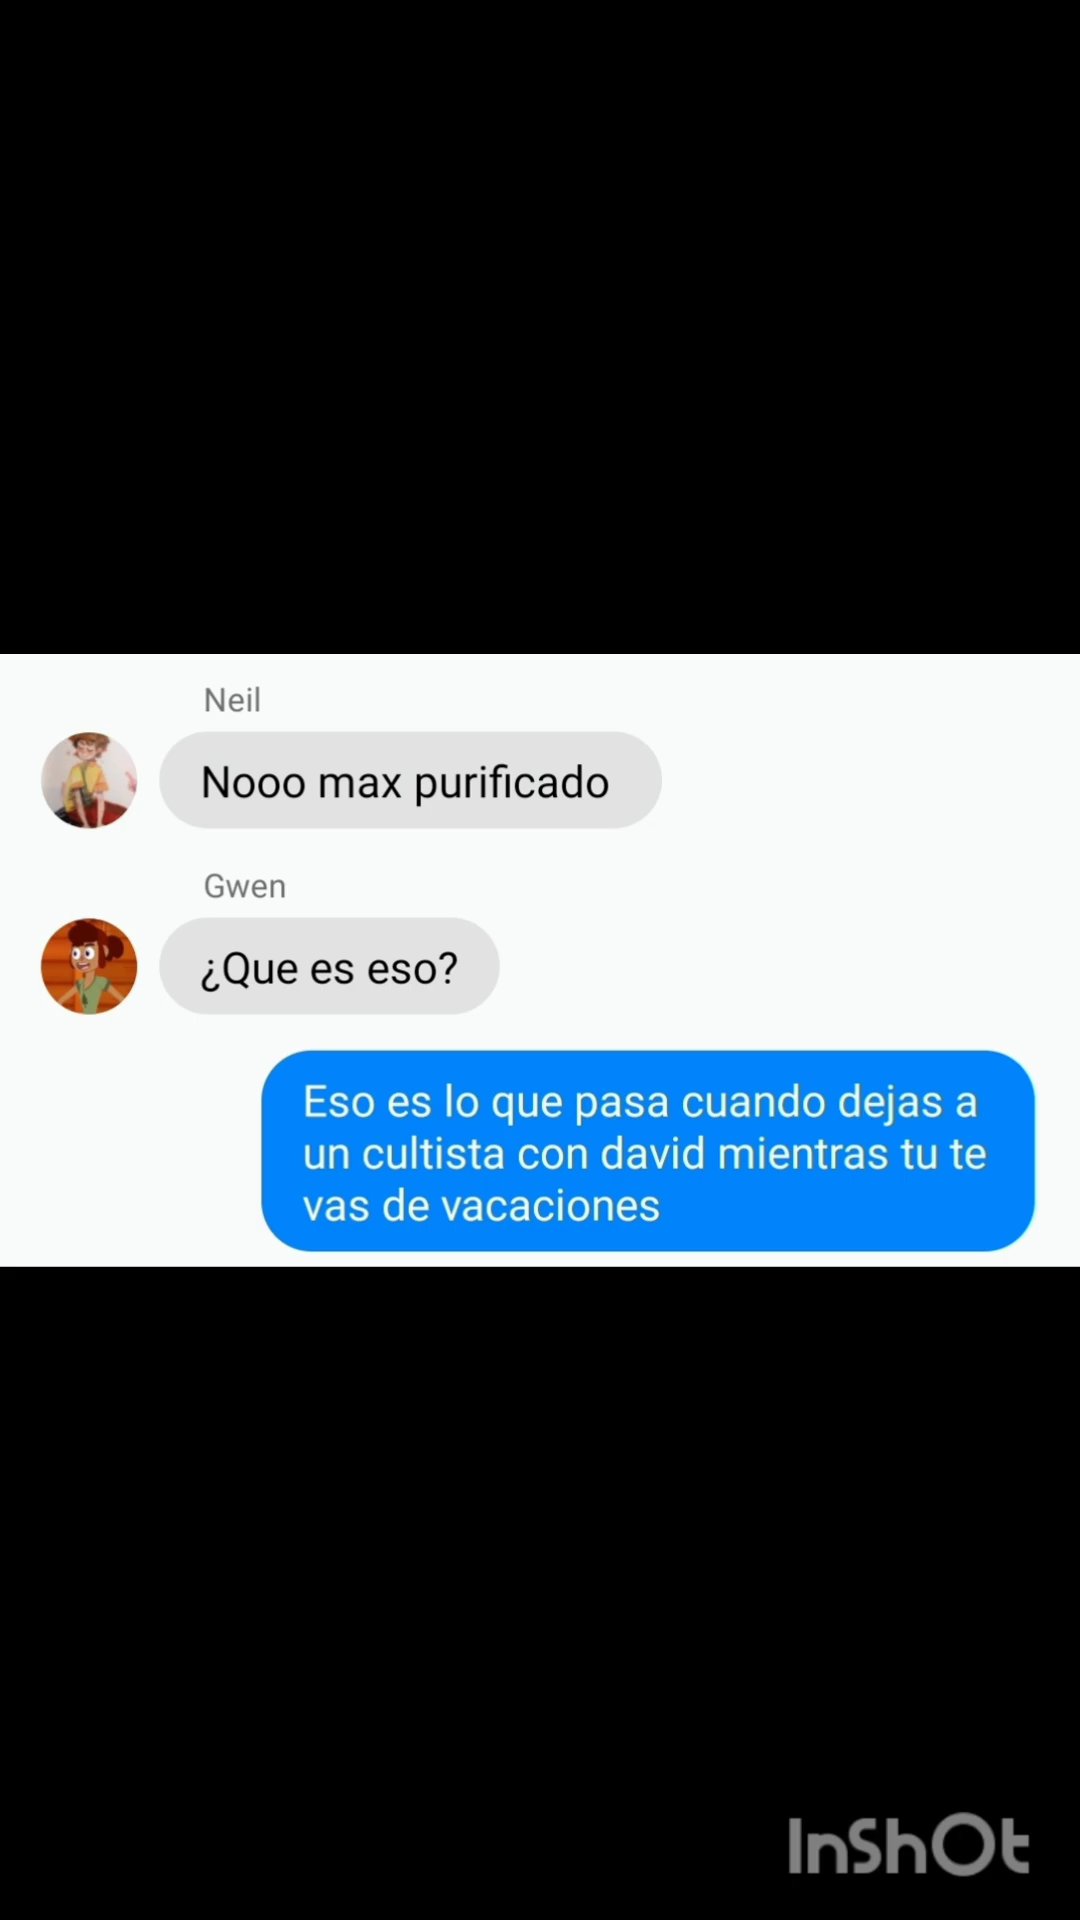 Neil
Nooo max purificado
Gwen
¿Que es eso?
Eso es lo que pasa cuando dejas a
un cultista con david mientras tu te
vas de vacaciones
InShOt